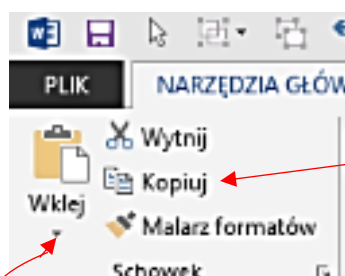 PLIK NARZĘDZIA GŁÓW
Wytnij
Kopiuj
Wklej
Malarz formatów
Schowek